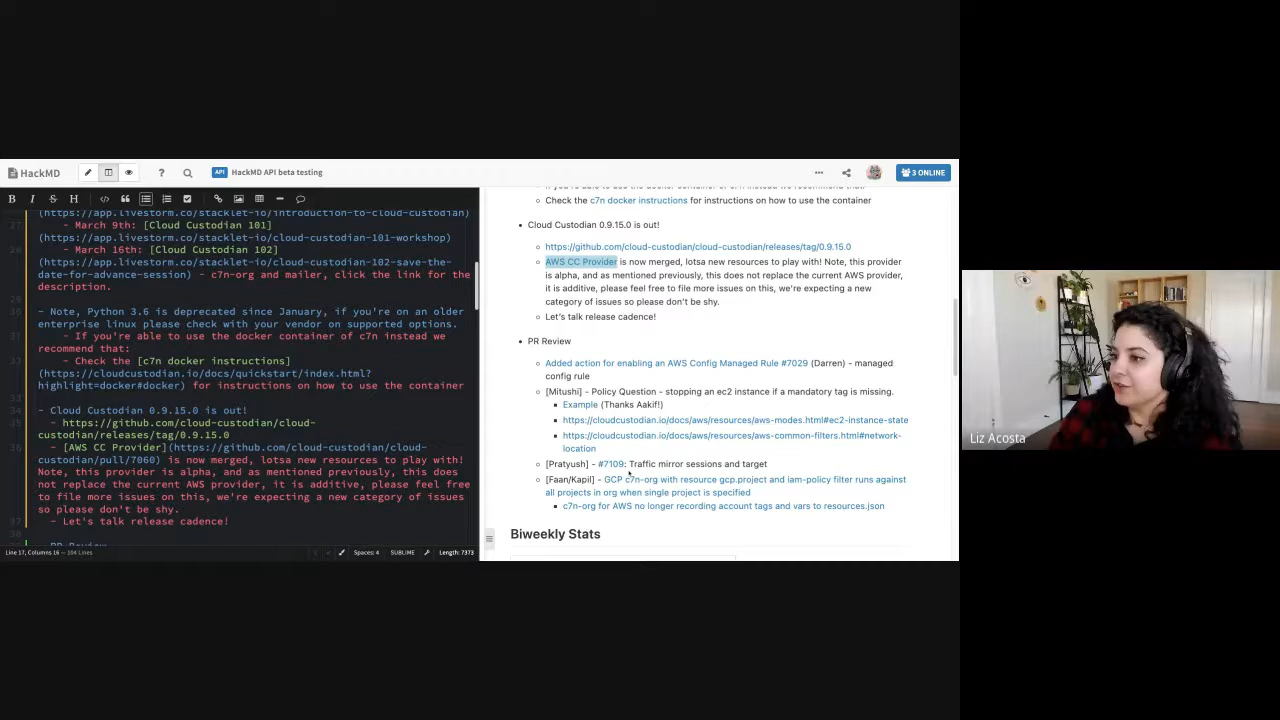 HackMD
API
HackMD API beta testing
3 ONLINE
(https://app.livestorm.co/stacklet-io/introduction-to-cloud-custodian)
- March 9th: [Cloud Custodian 101]
(https://app.livestorm.co/stacklet-io/cloud-custodian-101-workshop)
- March 16th: [Cloud Custodian 102]
(https://app.livestorm.co/stacklet-io/cloud-custodian-102-save-the-
date-for-advance-session) - c7n-org and mailer, click the link for the
description.
- Note, Python 3.6 is deprecated since January, if you're on an older
enterprise linux please check with your vendor on supported options.
- If you're able to use the docker container of c7n instead we
recommend that:
- Check the [c7n docker instructions]
(https://cloudcustodian.io/docs/quickstart/index.html?
highlight=docker#docker) for instructions on how to use the container
- Cloud Custodian 0.9.15.0 is out!
- https://github.com/cloud-custodian/cloud-
custodian/releases/tag/0.9.15.0
- [AWS CC Provider](https://github.com/cloud-custodian/cloud-
custodian/pull/7060) is now merged, lotsa new resources to play with!
Note, this provider is alpha, and as mentioned previously, this does
not replace the current AWS provider, it is additive, please feel free
to file more issues on this, we're expecting a new category of issues
so please don't be shy.
- Let's talk release cadence!
- PR Review
Line 17, Columns 16 — 104 Lines
Spaces: 4
SUBLIME
Length: 7373
Check the c7n docker instructions for instructions on how to use the container
Cloud Custodian 0.9.15.0 is out!
https://github.com/cloud-custodian/cloud-custodian/releases/tag/0.9.15.0
AWS CC Provider is now merged, lotsa new resources to play with! Note, this provider
is alpha, and as mentioned previously, this does not replace the current AWS provider,
it is additive, please feel free to file more issues on this, we're expecting a new
category of issues so please don't be shy.
Let's talk release cadence!
PR Review
Added action for enabling an AWS Config Managed Rule #7029 (Darren) - managed
config rule
[Mitushi] - Policy Question - stopping an ec2 instance if a mandatory tag is missing.
Example (Thanks Aakif!)
https://cloudcustodian.io/docs/aws/resources/aws-modes.html#ec2-instance-state
https://cloudcustodian.io/docs/aws/resources/aws-common-filters.html#network-
location
[Pratyush] - #7109: Traffic mirror sessions and target
[Faan/Kapil] - GCP c7n-org with resource gcp.project and iam-policy filter runs against
all projects in org when single project is specified
c7n-org for AWS no longer recording account tags and vars to resources.json
Biweekly Stats
Liz Acosta